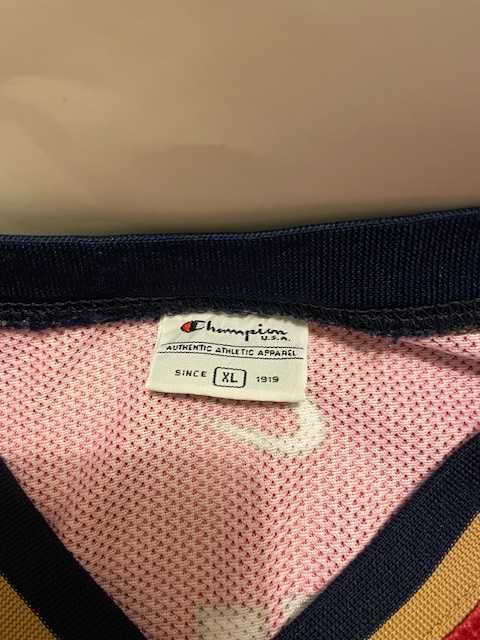 Champion
U.S.A.
AUTHENTIC ATHLETIC APPAREL
SINCE XL 1919